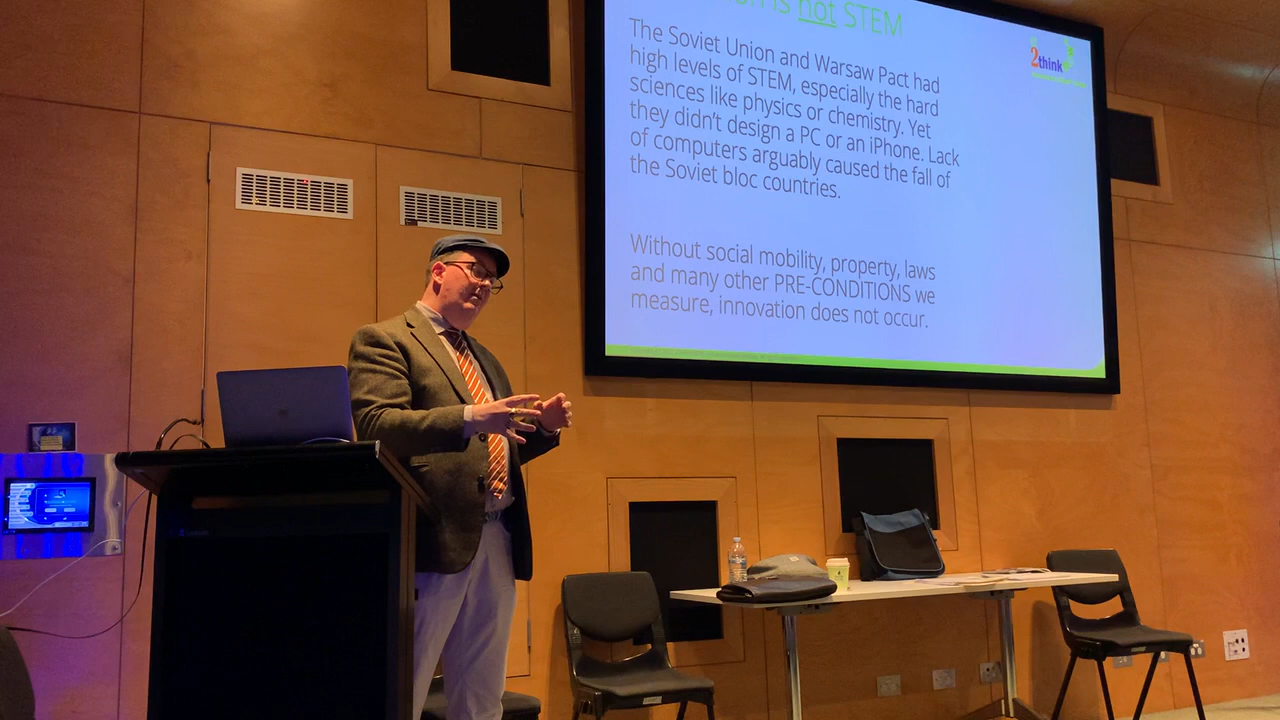 is not STEM
The Soviet Union and Warsaw Pact had
high levels of STEM, especially the hard
sciences like physics or chemistry. Yet
they didn't design a PC or an iPhone. Lack
of computers arguably caused the fall of
the Soviet bloc countries.
Without social mobility, property, laws
and many other PRE-CONDITIONS we
measure, innovation does not occur.
2think